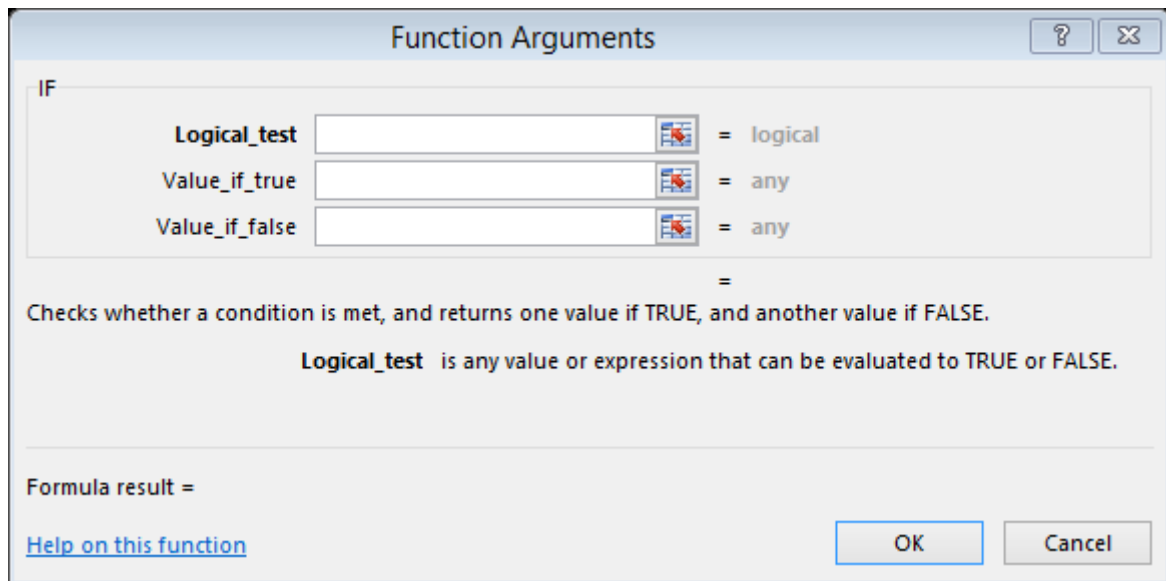 Function Arguments
?
IF
Logical_test = logical
Value_if_true = any
Value_if_false = any
=
Checks whether a condition is met, and returns one value if TRUE, and another value if FALSE.
Logical_test is any value or expression that can be evaluated to TRUE or FALSE.
Formula result =
Help on this function
OK Cancel